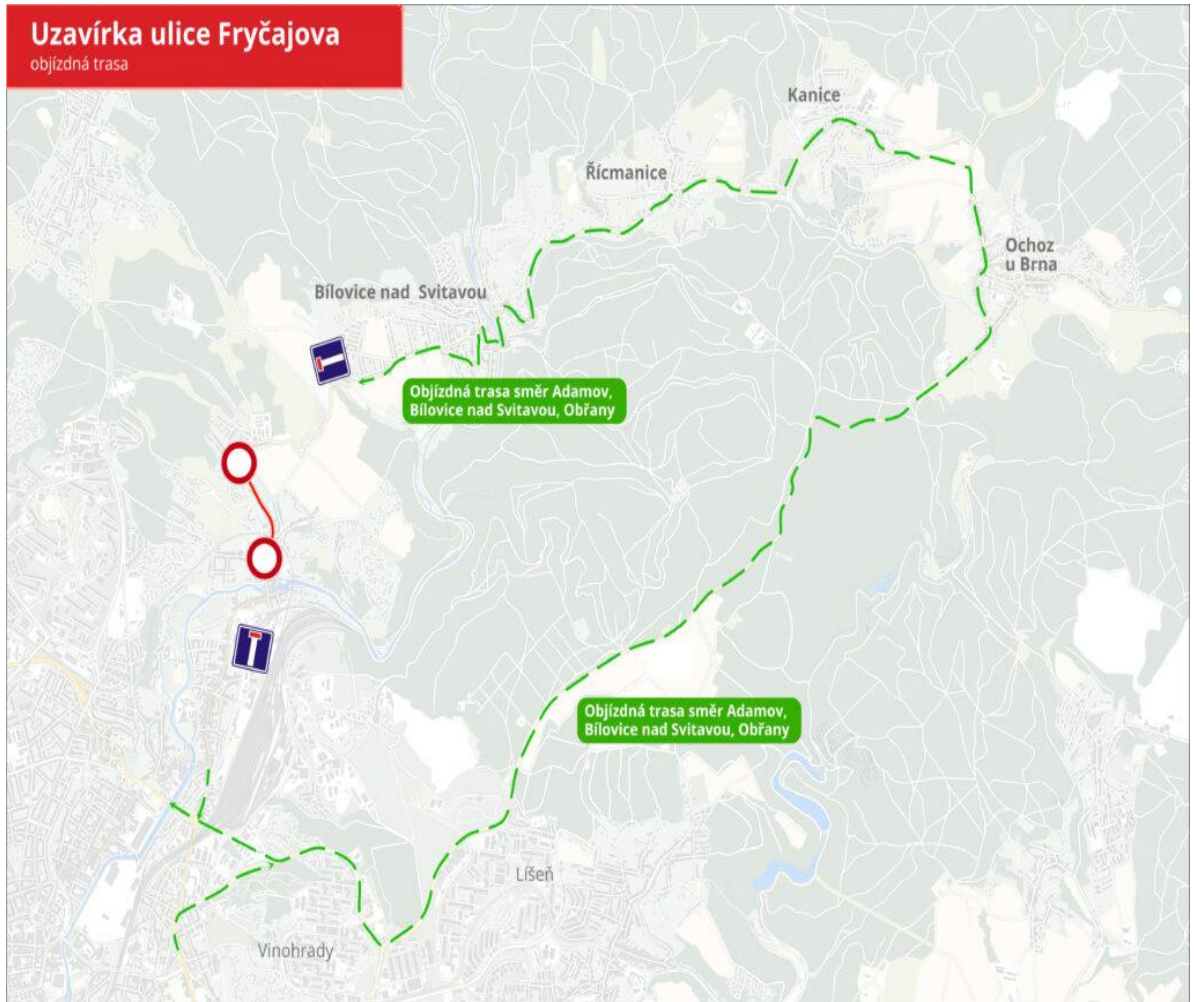 Uzavírka ulice Fryčajova
objízdná trasa
Kanice
Řícmanice
Ochoz
u Brna
Bílovice nad Svitavou
Objízdná trasa směr Adamov,
Bílovice nad Svitavou, Obřany
Objízdná trasa směr Adamov,
Bílovice nad Svitavou, Obřany
Líšeň
Vinohrady